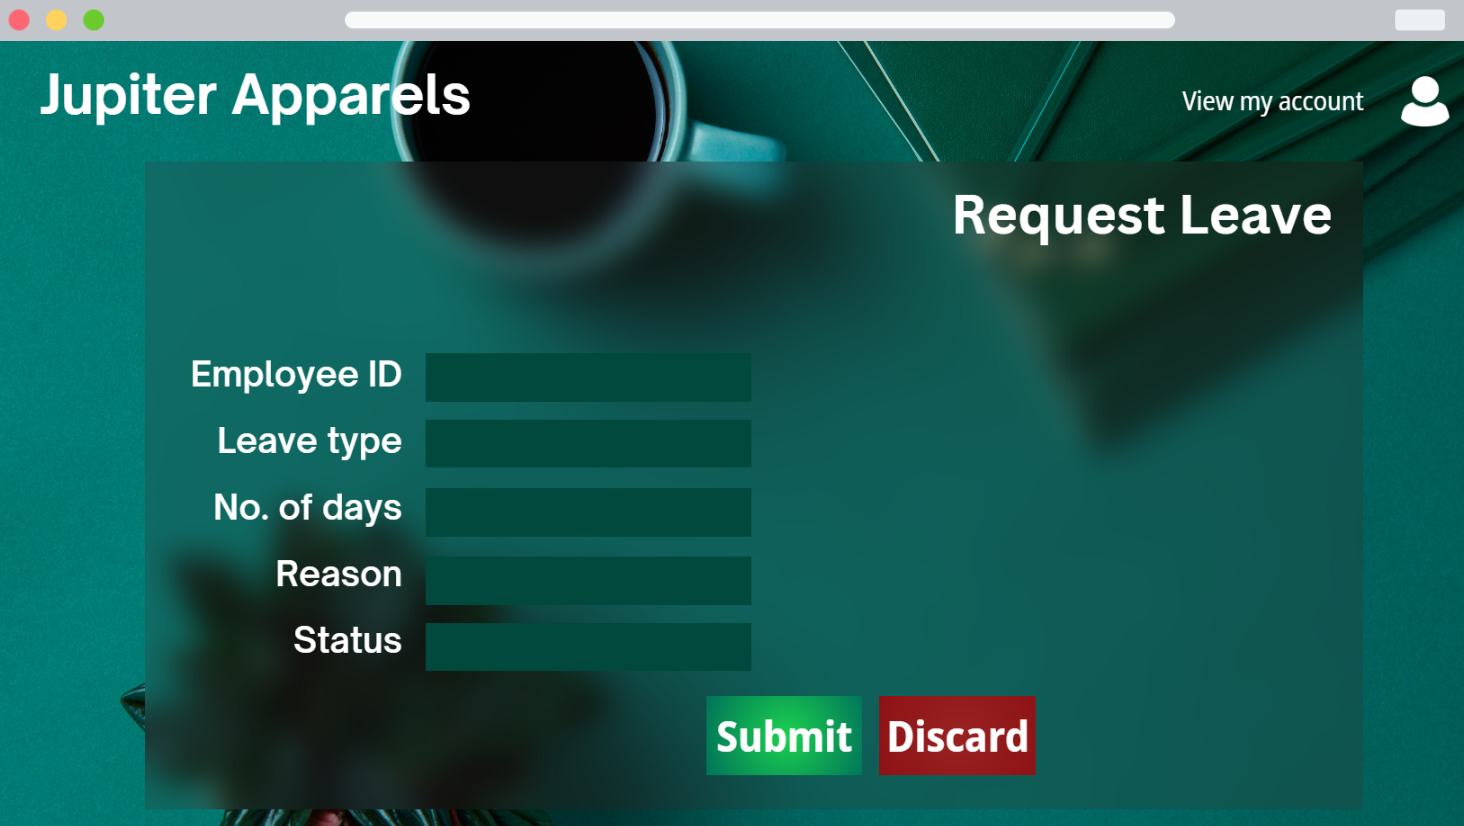 Jupiter Apparels
View my account
Request Leave
Employee ID
Leave type
No. of days
Reason
Status
Submit
Discard